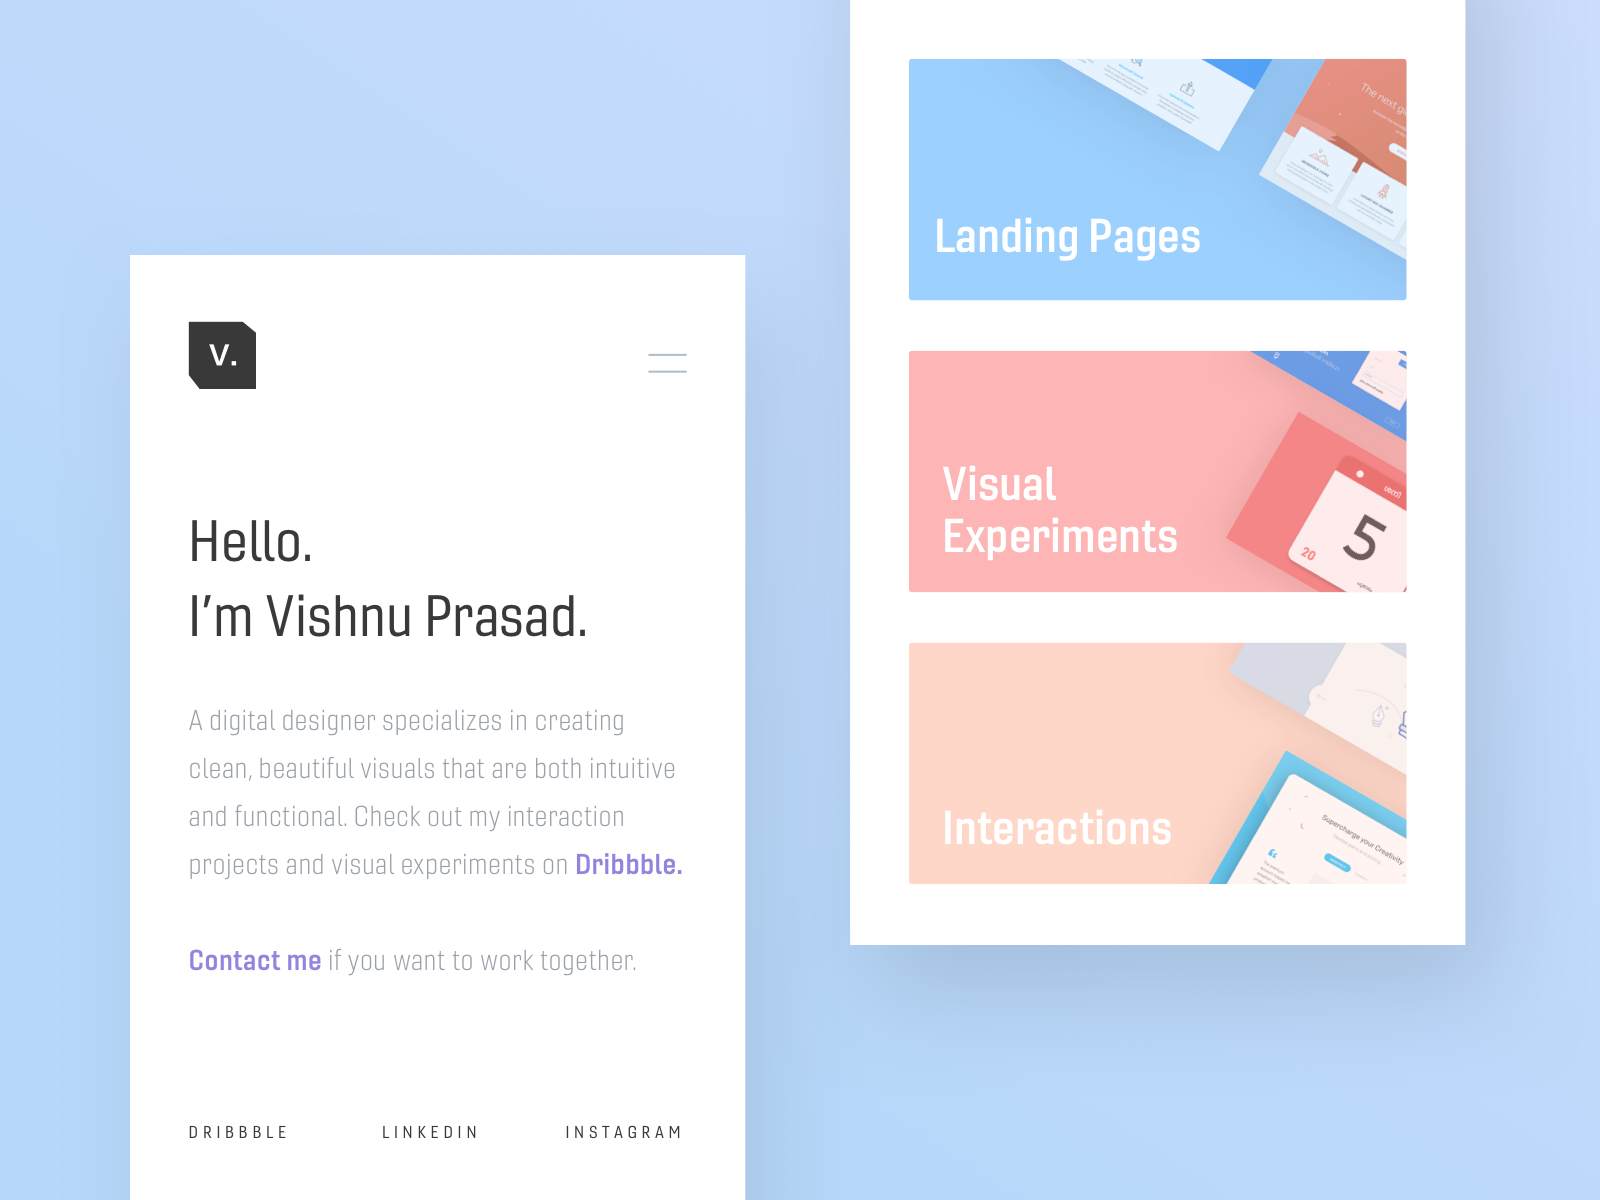 V.
Hello.
I’m Vishnu Prasad.
A digital designer specializes in creating
clean, beautiful visuals that are both intuitive
and functional. Check out my interaction
projects and visual experiments on Dribbble.
Contact me if you want to work together.
DRIBBBLE LINKEDIN INSTAGRAM
The next
Landing Pages
5
20
Visual
Experiments
Supercharge your Creativity
Interactions